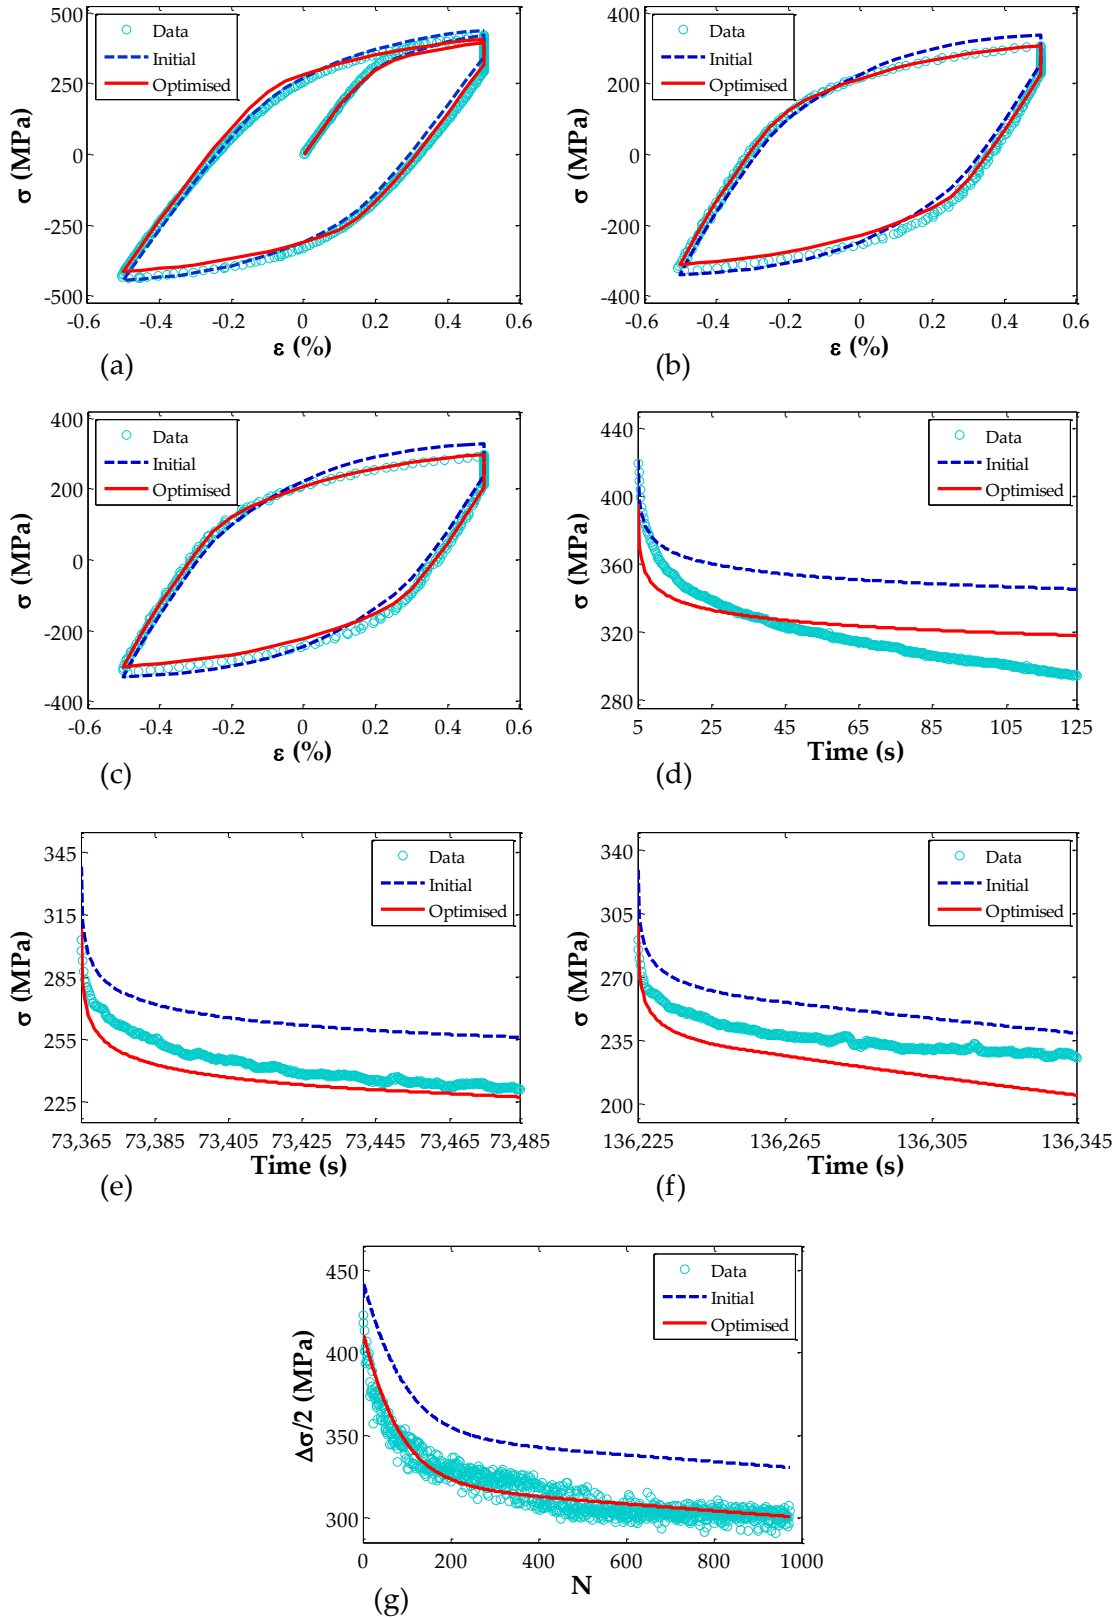 500
250
0
-250
-500
σ (MPa)
Data
Initial
Optimised
-0.6 -0.4 -0.2 0 0.2 0.4 0.6
ε (%)
(a)
400
200
0
-200
-400
σ (MPa)
Data
Initial
Optimised
-0.6 -0.4 -0.2 0 0.2 0.4 0.6
ε (%)
(b)
400
200
0
-200
-400
σ (MPa)
Data
Initial
Optimised
-0.6 -0.4 -0.2 0 0.2 0.4 0.6
ε (%)
(c)
440
400
360
320
280
σ (MPa)
Data
Initial
Optimised
5 25 45 65 85 105 125
Time (s)
(d)
345
315
285
255
225
σ (MPa)
Data
Initial
Optimised
73,365 73,385 73,405 73,425 73,445 73,465 73,485
Time (s)
(e)
340
305
270
235
200
σ (MPa)
Data
Initial
Optimised
136,225 136,265 136,305 136,345
Time (s)
(f)
450
400
350
300
Δσ/2 (MPa)
Data
Initial
Optimised
0 200 400 600 800 1000
N
(g)